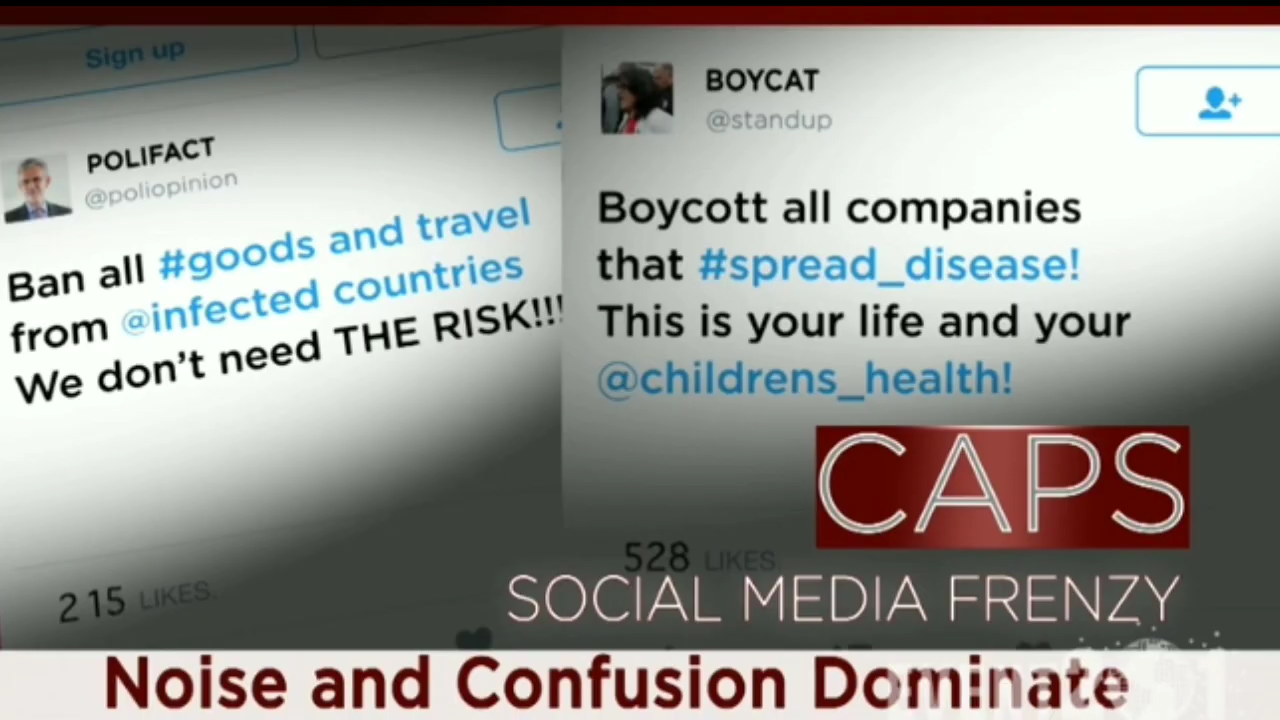 Sign up
POLIFACT
@poliopinion
Ban all #goods and travel
from @infected countries
We don't need THE RISK!!!
215 LIKES.
BOYCAT
@standup
Boycott all companies
that #spread_disease!
This is your life and your
@childrens_health!
528 LIKES.
CAPS
SOCIAL MEDIA FRENZY
Noise and Confusion Dominate